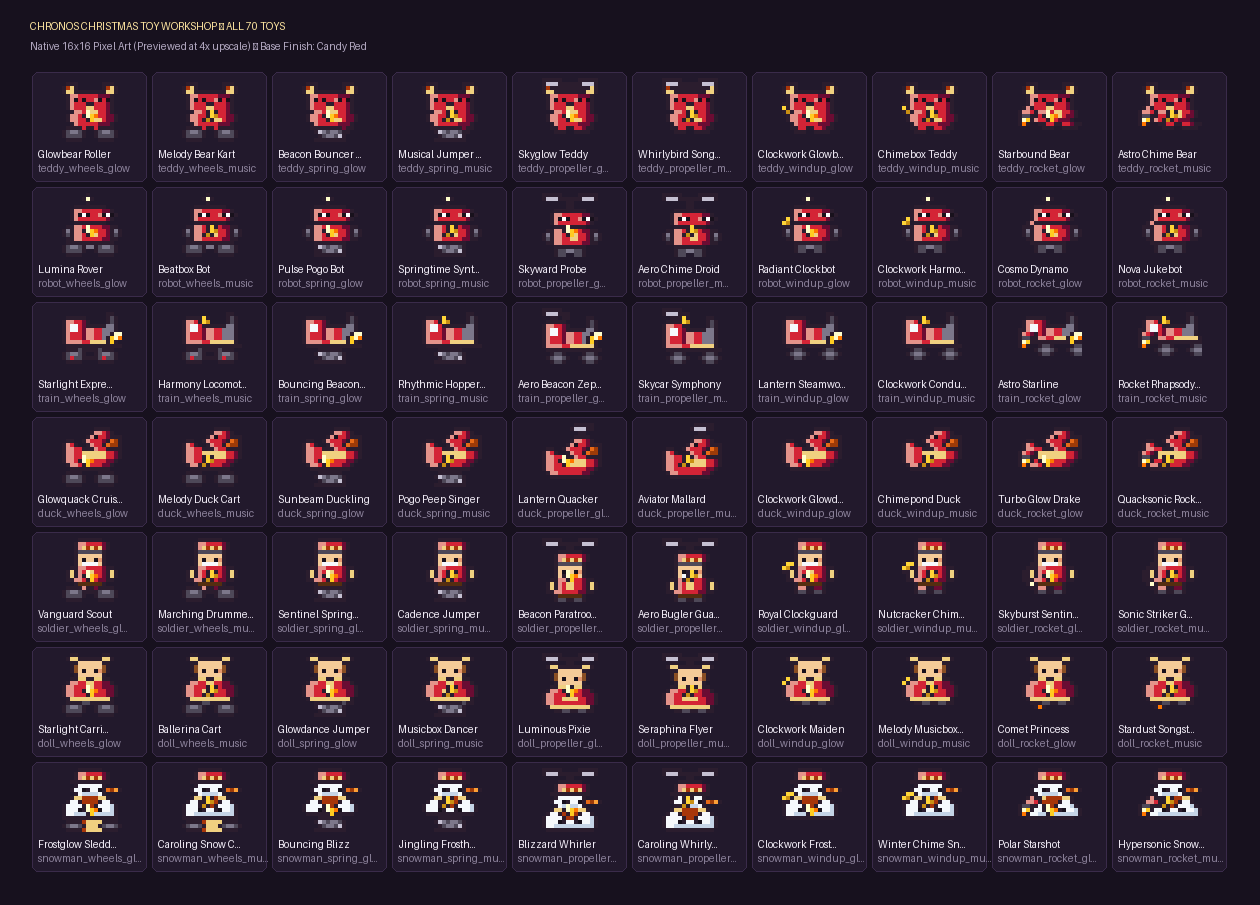 CHRONOS CHRISTMAS TOY WORKSHOP ▯ ALL 70 TOYS
Native 16x16 Pixel Art (Previewed at 4x upscale) ▯ Base Finish: Candy Red
Glowbear Roller
teddy_wheels_glow
Melody Bear Kart
teddy_wheels_music
Beacon Bouncer ...
teddy_spring_glow
Musical Jumper ...
teddy_spring_music
Skyglow Teddy
teddy_propeller_g...
Whirlybird Song...
teddy_propeller_m...
Clockwork Glowb...
teddy_windup_glow
Chimebox Teddy
teddy_windup_music
Starbound Bear
teddy_rocket_glow
Astro Chime Bear
teddy_rocket_music
Lumina Rover
robot_wheels_glow
Beatbox Bot
robot_wheels_music
Pulse Pogo Bot
robot_spring_glow
Springtime Synt...
robot_spring_music
Skyward Probe
robot_propeller_g...
Aero Chime Droid
robot_propeller_m...
Radiant Clockbot
robot_windup_glow
Clockwork Harmo...
robot_windup_music
Cosmo Dynamo
robot_rocket_glow
Nova Jukebot
robot_rocket_music
Starlight Expre...
train_wheels_glow
Harmony Locomot...
train_wheels_music
Bouncing Beacon...
train_spring_glow
Rhythmic Hopper...
train_spring_music
Aero Beacon Zep...
train_propeller_g...
Skycar Symphony
train_propeller_m...
Lantern Steamwo...
train_windup_glow
Clockwork Condu...
train_windup_music
Astro Starline
train_rocket_glow
Rocket Rhapsody...
train_rocket_music
Glowquack Cruis...
duck_wheels_glow
Melody Duck Cart
duck_wheels_music
Sunbeam Duckling
duck_spring_glow
Pogo Peep Singer
duck_spring_music
Lantern Quacker
duck_propeller_gl...
Aviator Mallard
duck_propeller_mu...
Clockwork Glowd...
duck_windup_glow
Chimepond Duck
duck_windup_music
Turbo Glow Drake
duck_rocket_glow
Quacksonic Rock...
duck_rocket_music
Vanguard Scout
soldier_wheels_gl...
Marching Drumme...
soldier_wheels_mu...
Sentinel Spring...
soldier_spring_glow
Cadence Jumper
soldier_spring_mu...
Beacon Paratroo...
soldier_propeller...
Aero Bugler Gua...
soldier_propeller...
Royal Clockguard
soldier_windup_gl...
Nutcracker Chim...
soldier_windup_mu...
Skyburst Sentin...
soldier_rocket_gl...
Sonic Striker G...
soldier_rocket_mu...
Starlight Carri...
doll_wheels_glow
Ballerina Cart
doll_wheels_music
Glowdance Jumper
doll_spring_glow
Musicbox Dancer
doll_spring_music
Luminous Pixie
doll_propeller_gl...
Seraphina Flyer
doll_propeller_mu...
Clockwork Maiden
doll_windup_glow
Melody Musicbox...
doll_windup_music
Comet Princess
doll_rocket_glow
Stardust Songst...
doll_rocket_music
Frostglow Sledd...
snowman_wheels_gl...
Caroling Snow C...
snowman_wheels_mu...
Bouncing Blizz
snowman_spring_gl...
Jingling Frosth...
snowman_spring_mu...
Blizzard Whirler
snowman_propeller...
Caroling Whirly...
snowman_propeller...
Clockwork Frost...
snowman_windup_gl...
Winter Chime Sn...
snowman_windup_mu...
Polar Starshot
snowman_rocket_gl...
Hypersonic Snow...
snowman_rocket_mu...